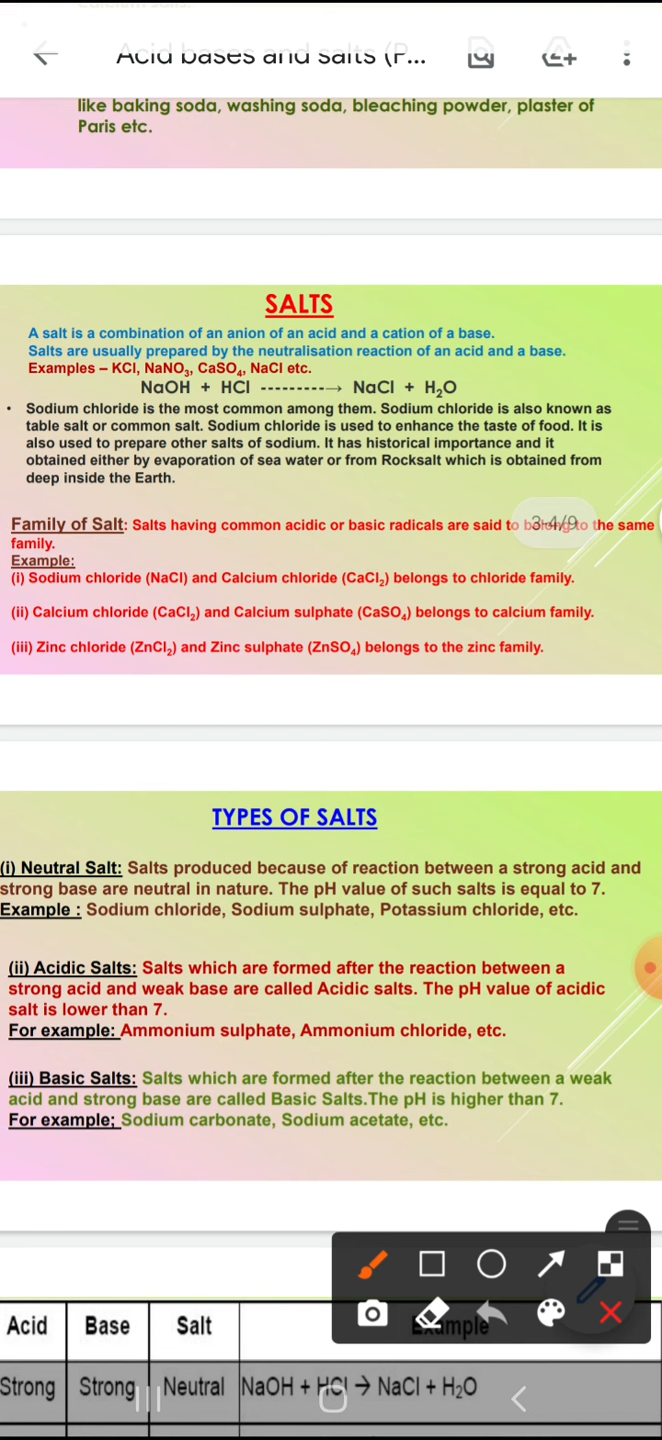 Acid bases and salts (P...
like baking soda, washing soda, bleaching powder, plaster of
Paris etc.
SALTS
A salt is a combination of an anion of an acid and a cation of a base.
Salts are usually prepared by the neutralisation reaction of an acid and a base.
Examples – KCl, NaNO₃, CaSO₄, NaCl etc.
NaOH + HCl ----------→ NaCl + H₂O
• Sodium chloride is the most common among them. Sodium chloride is also known as
table salt or common salt. Sodium chloride is used to enhance the taste of food. It is
also used to prepare other salts of sodium. It has historical importance and it
obtained either by evaporation of sea water or from Rocksalt which is obtained from
deep inside the Earth.
3-4/9
Family of Salt: Salts having common acidic or basic radicals are said to belong to the same
family.
Example:
(i) Sodium chloride (NaCl) and Calcium chloride (CaCl₂) belongs to chloride family.
(ii) Calcium chloride (CaCl₂) and Calcium sulphate (CaSO₄) belongs to calcium family.
(iii) Zinc chloride (ZnCl₂) and Zinc sulphate (ZnSO₄) belongs to the zinc family.
TYPES OF SALTS
(i) Neutral Salt: Salts produced because of reaction between a strong acid and
strong base are neutral in nature. The pH value of such salts is equal to 7.
Example : Sodium chloride, Sodium sulphate, Potassium chloride, etc.
(ii) Acidic Salts: Salts which are formed after the reaction between a
strong acid and weak base are called Acidic salts. The pH value of acidic
salt is lower than 7.
For example: Ammonium sulphate, Ammonium chloride, etc.
(iii) Basic Salts: Salts which are formed after the reaction between a weak
acid and strong base are called Basic Salts.The pH is higher than 7.
For example; Sodium carbonate, Sodium acetate, etc.
Acid Base Salt Example
Strong Strong Neutral NaOH + HCl → NaCl + H₂O